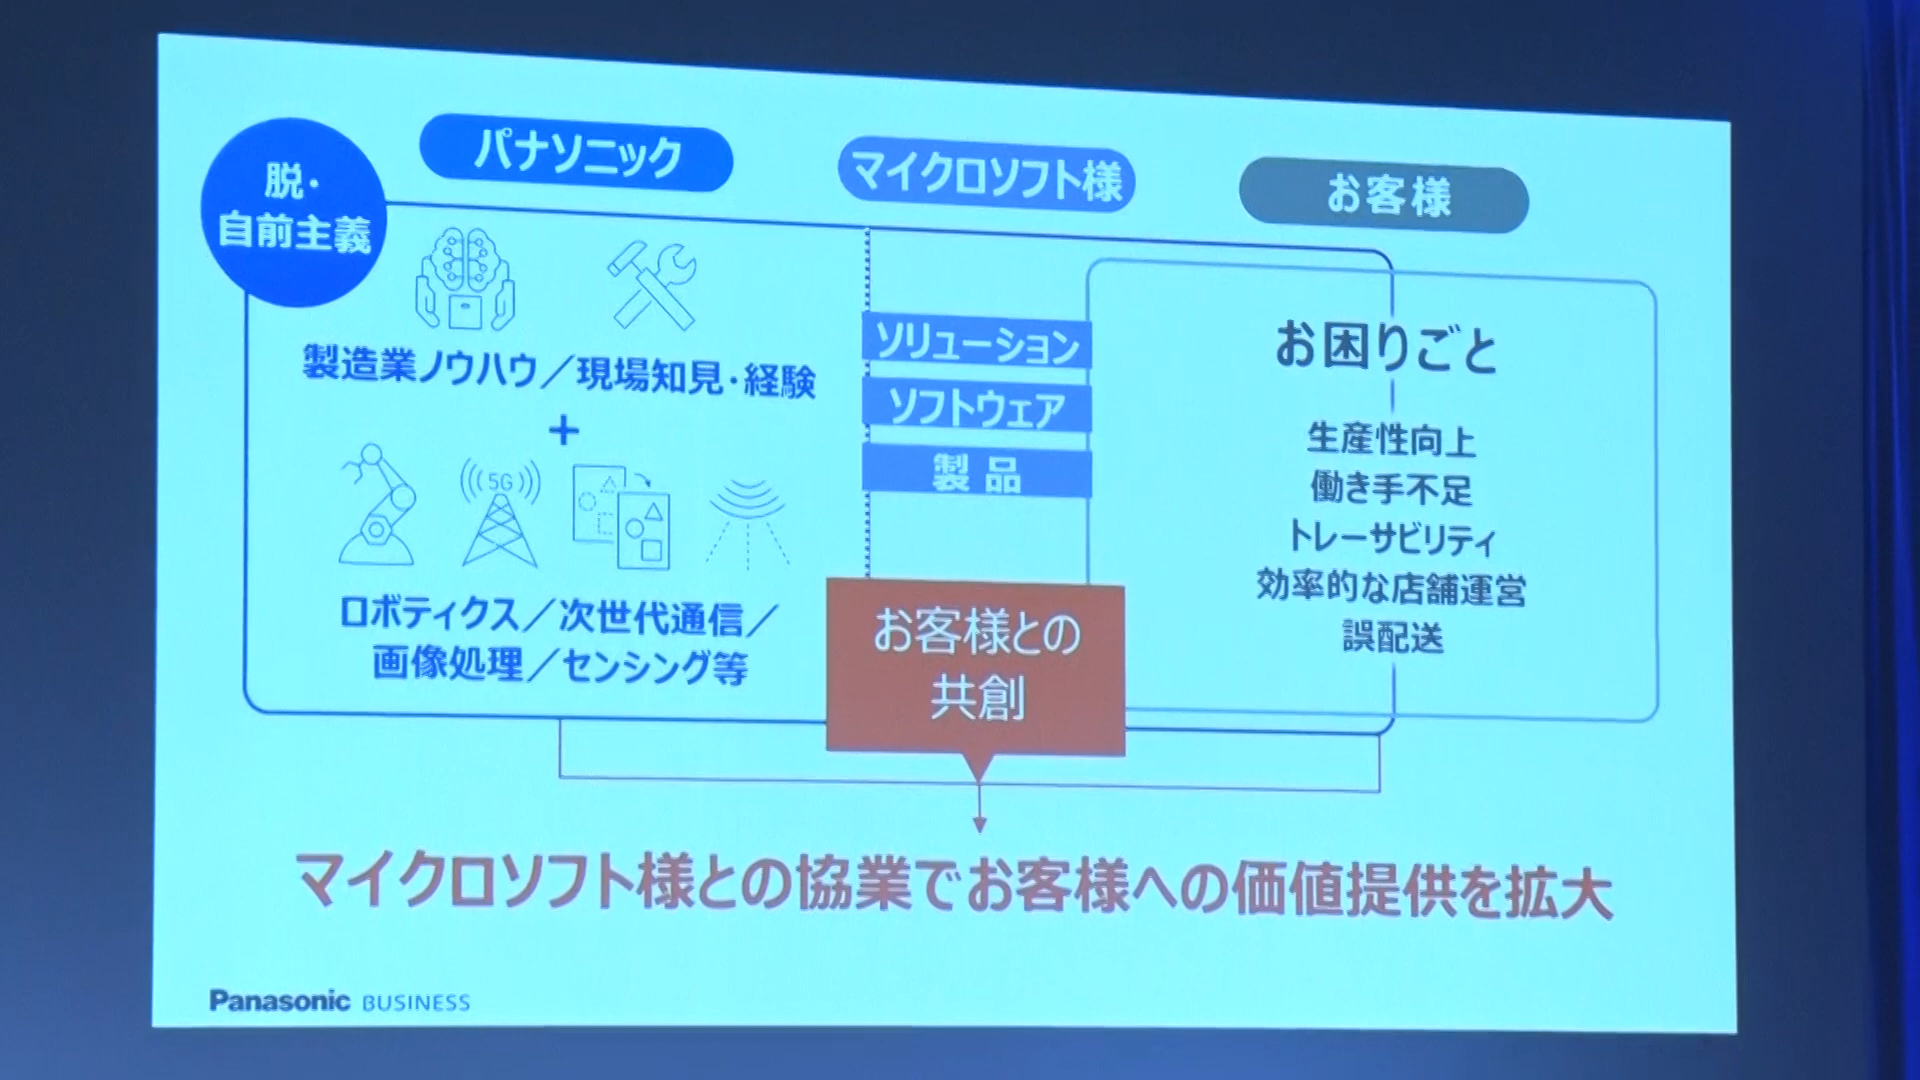 脱・
自前主義
パナソニック
マイクロソフト様
お客様
製造業ノウハウ／現場知見・経験
+
5G
ロボティクス／次世代通信／
画像処理／センシング等
ソリューション
ソフトウェア
製品
お困りごと
生産性向上
働き手不足
トレーサビリティ
効率的な店舗運営
誤配送
お客様との
共創
マイクロソフト様との協業でお客様への価値提供を拡大
Panasonic BUSINESS